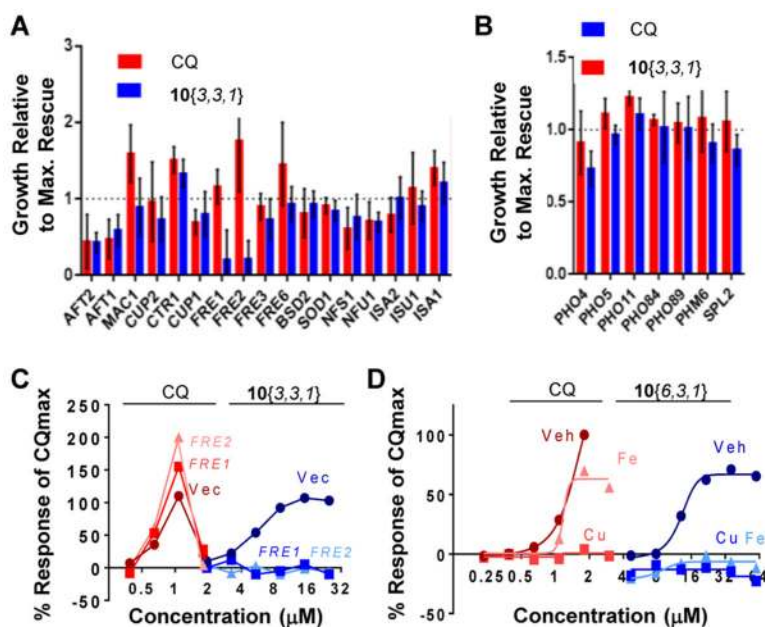 A
Growth Relative
to Max. Rescue
3
2
1
0
CQ
10{3,3,1}
AFT2
AFT1
MAC1
CUP2
CTR1
CUP1
FRE1
FRE2
FRE3
FRE6
BSD2
SOD1
NFS1
NFU1
ISA2
ISU1
ISA1
B
CQ
10{3,3,1}
Growth Relative
to Max. Rescue
1.5
1.0
0.5
0.0
PHO4
PHO5
PHO11
PHO84
PHO89
PHM6
SPL2
C
CQ 10{3,3,1}
% Response of CQmax
250
200
150
100
50
0
-50
FRE2
FRE1
Vec
Vec
FRE1 FRE2
0.5 1 2 4 8 16 32
Concentration (µM)
D
CQ 10{6,3,1}
% Response of CQmax
100
50
0
-50
Veh
Fe
Cu
Veh
Cu Fe
0.25 0.5 1 2 4 8 16 32 64
Concentration (µM)